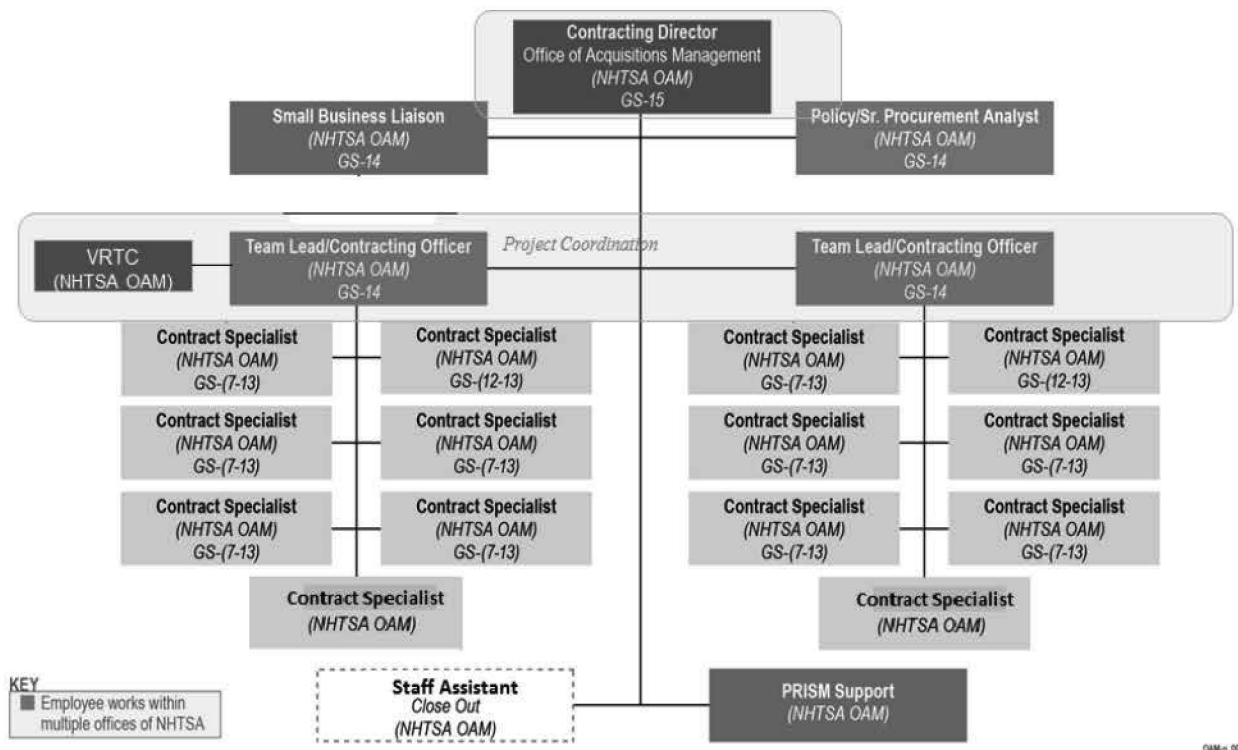 Contracting Director
Office of Acquisitions Management
(NHTSA OAM)
GS-15
Small Business Liaison
(NHTSA OAM)
GS-14
Policy/Sr. Procurement Analyst
(NHTSA OAM)
GS-14
VRTC
(NHTSA OAM)
Team Lead/Contracting Officer
(NHTSA OAM)
GS-14
Project Coordination
Team Lead/Contracting Officer
(NHTSA OAM)
GS-14
Contract Specialist
(NHTSA OAM)
GS-(7-13)
Contract Specialist
(NHTSA OAM)
GS-(12-13)
Contract Specialist
(NHTSA OAM)
GS-(7-13)
Contract Specialist
(NHTSA OAM)
GS-(12-13)
Contract Specialist
(NHTSA OAM)
GS-(7-13)
Contract Specialist
(NHTSA OAM)
GS-(7-13)
Contract Specialist
(NHTSA OAM)
GS-(7-13)
Contract Specialist
(NHTSA OAM)
GS-(7-13)
Contract Specialist
(NHTSA OAM)
GS-(7-13)
Contract Specialist
(NHTSA OAM)
GS-(7-13)
Contract Specialist
(NHTSA OAM)
GS-(7-13)
Contract Specialist
(NHTSA OAM)
GS-(7-13)
Contract Specialist
(NHTSA OAM)
Contract Specialist
(NHTSA OAM)
Staff Assistant
Close Out
(NHTSA OAM)
PRISM Support
(NHTSA OAM)
KEY
Employee works within
multiple offices of NHTSA